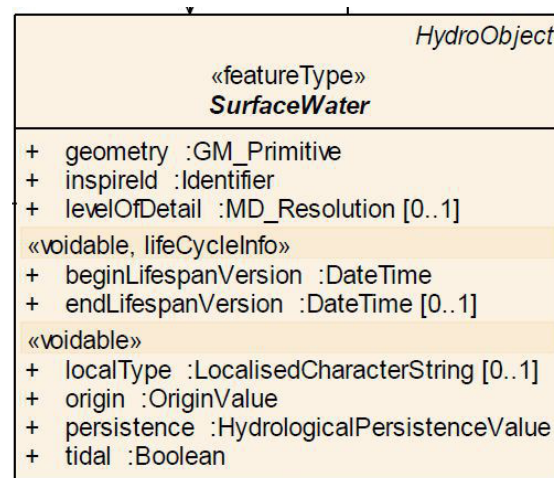 HydroObject
«featureType»
SurfaceWater
+ geometry :GM_Primitive
+ inspireId :Identifier
+ levelOfDetail :MD_Resolution [0..1]
«voidable, lifeCycleInfo»
+ beginLifespanVersion :DateTime
+ endLifespanVersion :DateTime [0..1]
«voidable»
+ localType :LocalisedCharacterString [0..1]
+ origin :OriginValue
+ persistence :HydrologicalPersistenceValue
+ tidal :Boolean